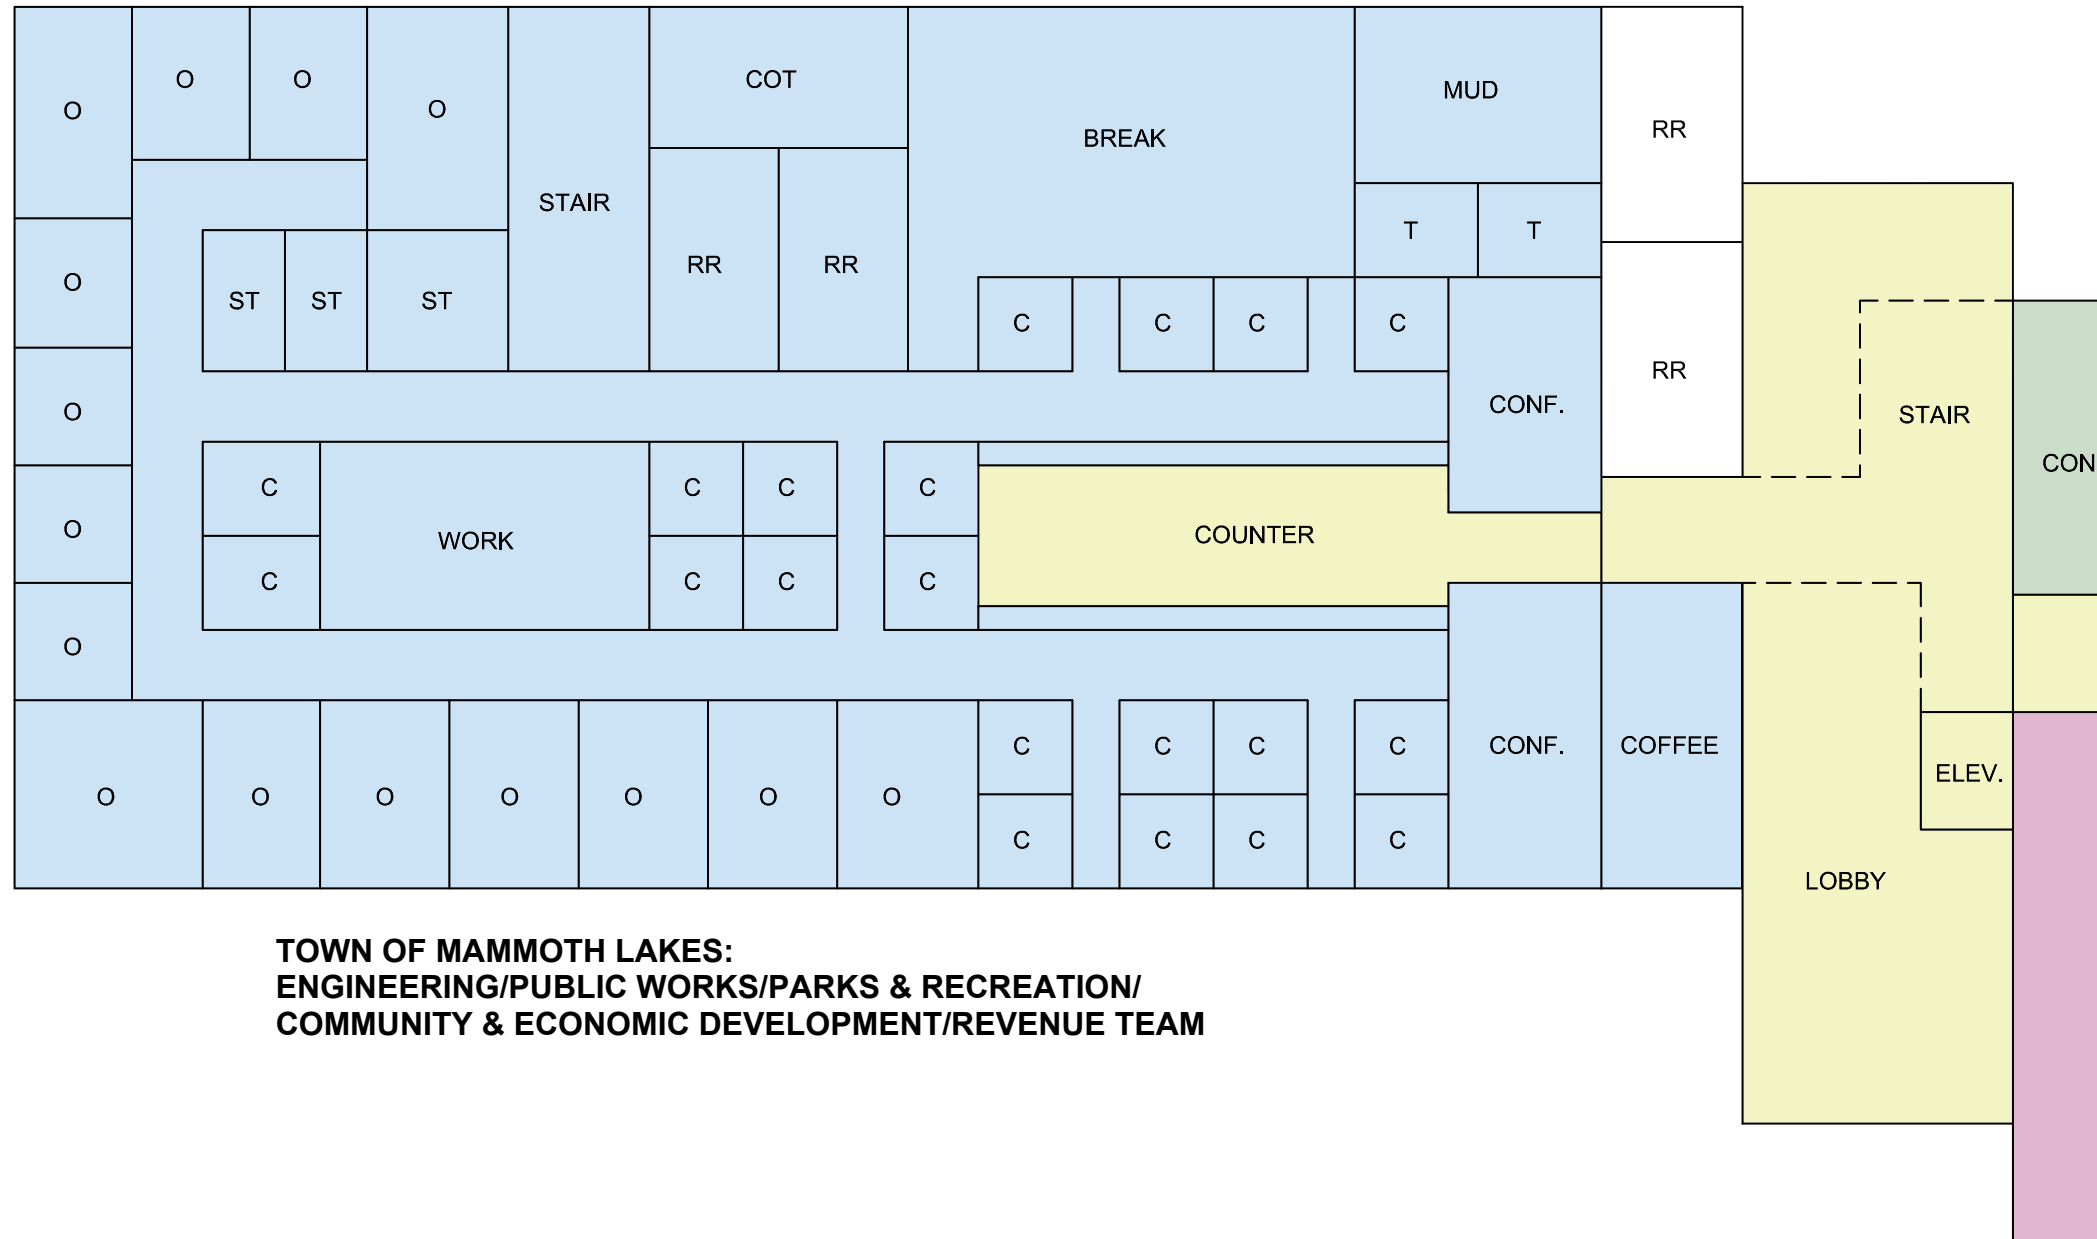 O O O O COT BREAK MUD RR
STAIR
O ST ST ST RR RR T T
C C C C
O CONF. RR STAIR
CON
O C WORK C C C COUNTER
C C C C
O
O O O O O O O C C C C CONF. COFFEE ELEV.
C C C C
LOBBY
TOWN OF MAMMOTH LAKES:
ENGINEERING/PUBLIC WORKS/PARKS & RECREATION/
COMMUNITY & ECONOMIC DEVELOPMENT/REVENUE TEAM